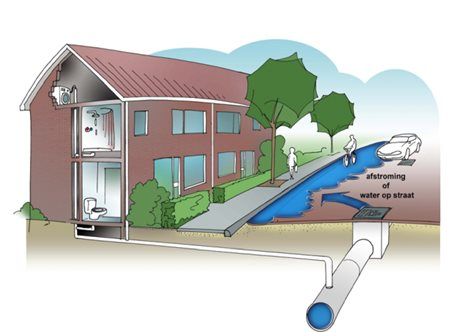 afstroming
of
water op straat